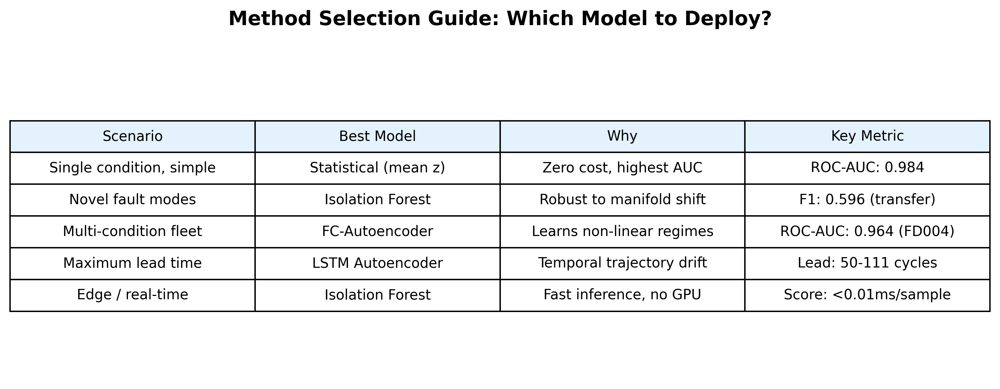 Method Selection Guide: Which Model to Deploy?
Scenario Best Model Why Key Metric
Single condition, simple Statistical (mean z) Zero cost, highest AUC ROC-AUC: 0.984
Novel fault modes Isolation Forest Robust to manifold shift F1: 0.596 (transfer)
Multi-condition fleet FC-Autoencoder Learns non-linear regimes ROC-AUC: 0.964 (FD004)
Maximum lead time LSTM Autoencoder Temporal trajectory drift Lead: 50-111 cycles
Edge / real-time Isolation Forest Fast inference, no GPU Score: <0.01ms/sample